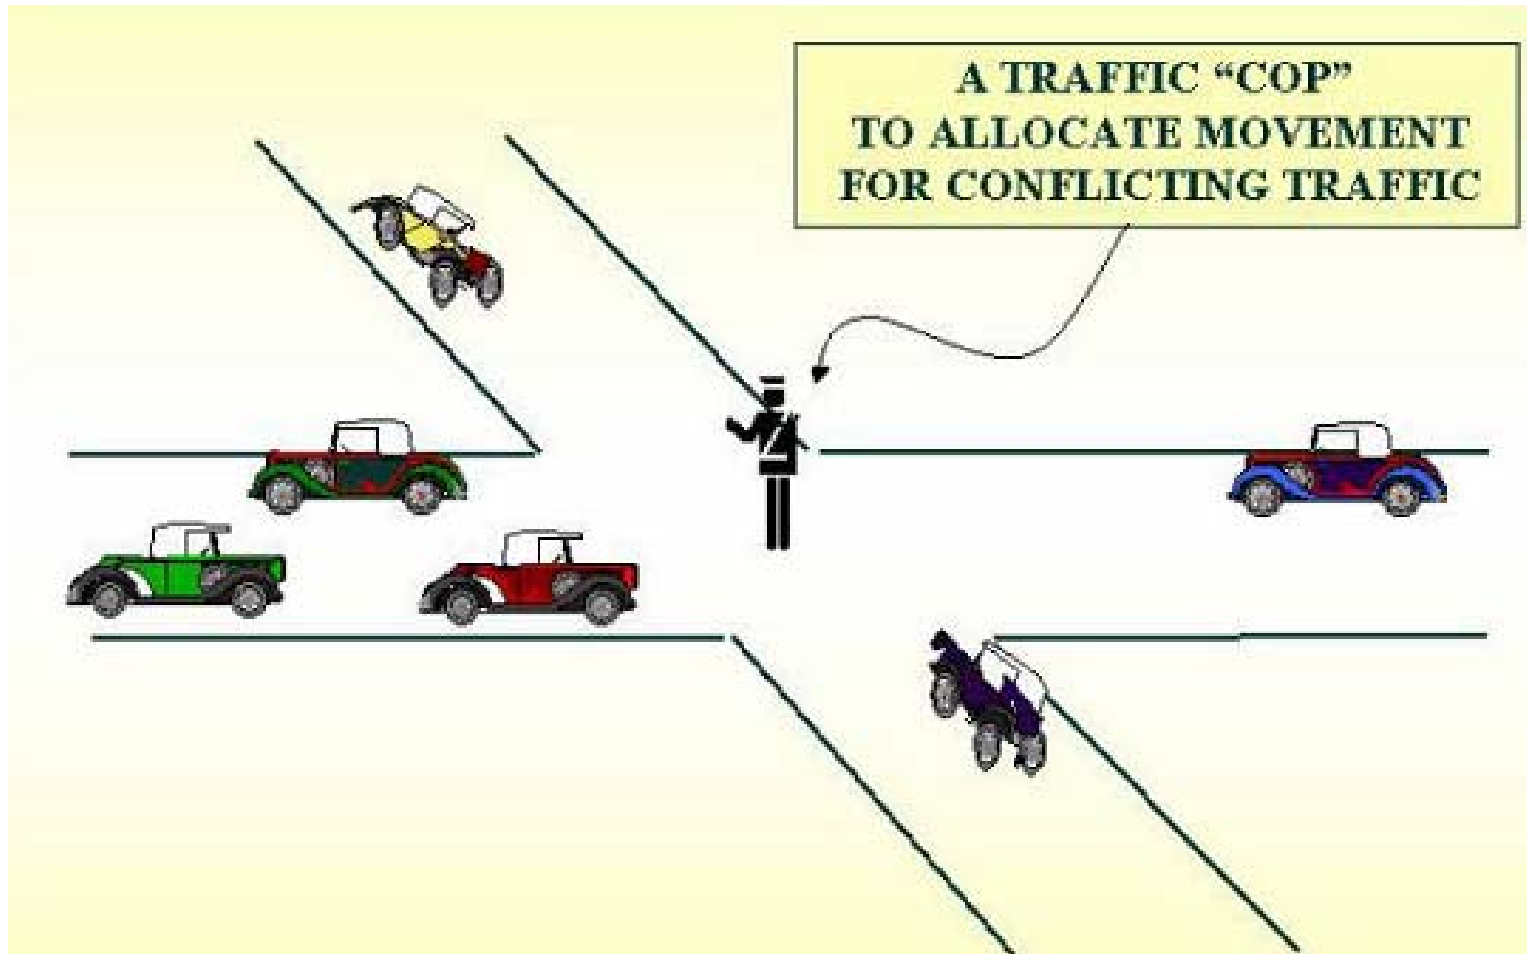 A TRAFFIC “COP”
TO ALLOCATE MOVEMENT
FOR CONFLICTING TRAFFIC